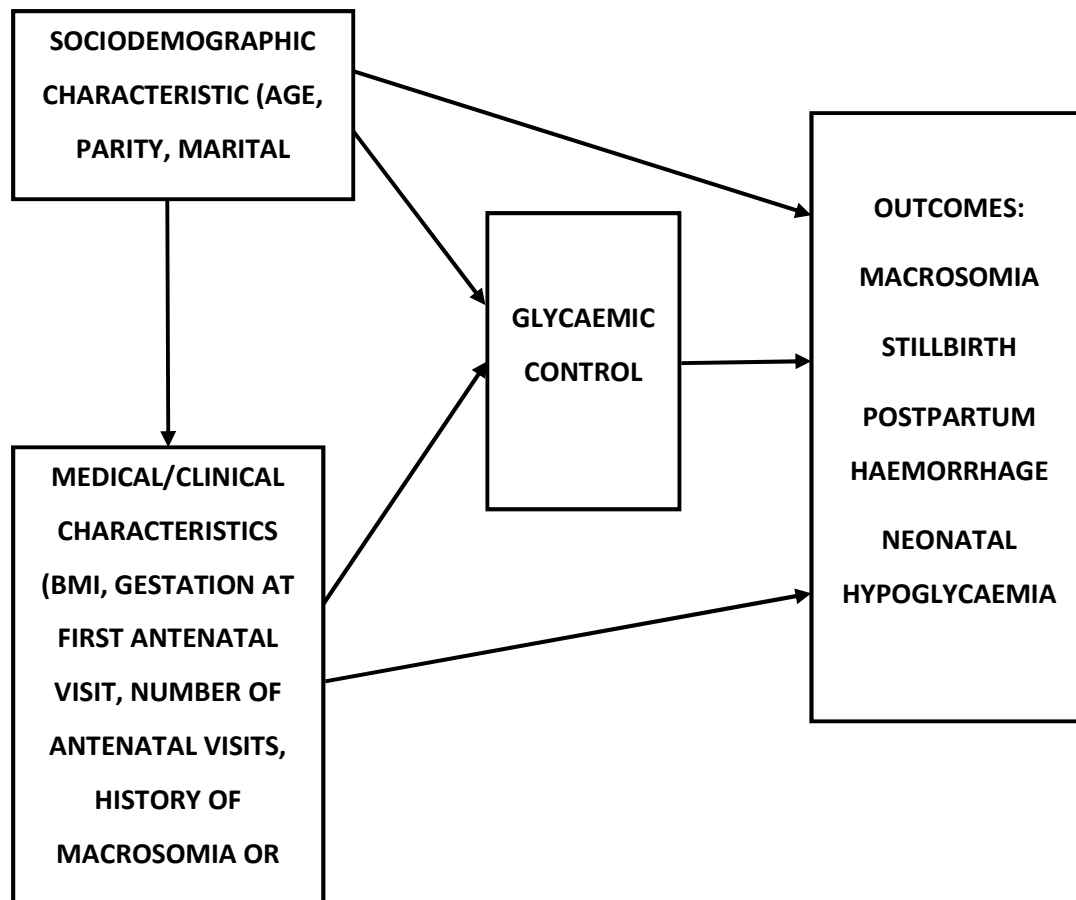 SOCIODEMOGRAPHIC
CHARACTERISTIC (AGE,
PARITY, MARITAL
MEDICAL/CLINICAL
CHARACTERISTICS
(BMI, GESTATION AT
FIRST ANTENATAL
VISIT, NUMBER OF
ANTENATAL VISITS,
HISTORY OF
MACROSOMIA OR
GLYCAEMIC
CONTROL
OUTCOMES:
MACROSOMIA
STILLBIRTH
POSTPARTUM
HAEMORRHAGE
NEONATAL
HYPOGLYCAEMIA